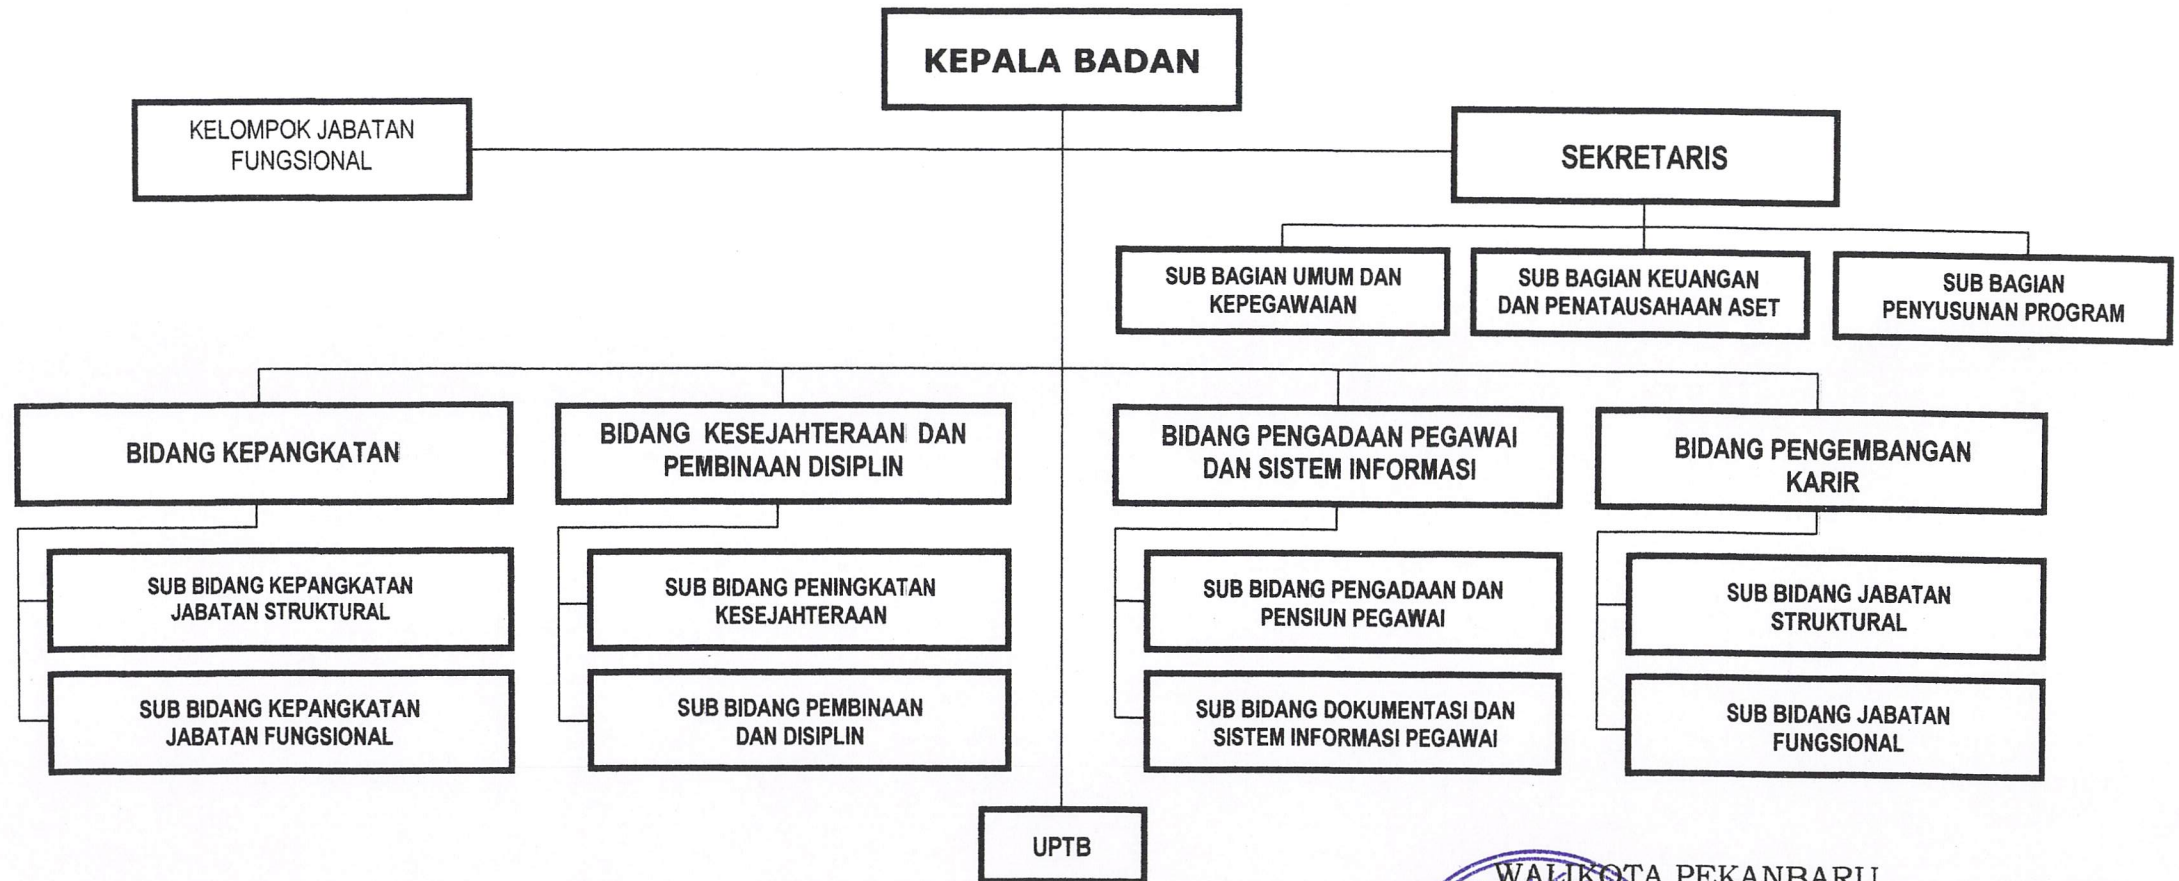 KEPALA BADAN
KELOMPOK JABATAN
FUNGSIONAL
SEKRETARIS
SUB BAGIAN UMUM DAN
KEPEGAWAIAN
SUB BAGIAN KEUANGAN
DAN PENATAUSAHAAN ASET
SUB BAGIAN
PENYUSUNAN PROGRAM
BIDANG KEPANGKATAN
BIDANG KESEJAHTERAAN DAN
PEMBINAAN DISIPLIN
BIDANG PENGADAAN PEGAWAI
DAN SISTEM INFORMASI
BIDANG PENGEMBANGAN
KARIR
SUB BIDANG KEPANGKATAN
JABATAN STRUKTURAL
SUB BIDANG PENINGKATAN
KESEJAHTERAAN
SUB BIDANG PENGADAAN DAN
PENSIUN PEGAWAI
SUB BIDANG JABATAN
STRUKTURAL
SUB BIDANG KEPANGKATAN
JABATAN FUNGSIONAL
SUB BIDANG PEMBINAAN
DAN DISIPLIN
SUB BIDANG DOKUMENTASI DAN
SISTEM INFORMASI PEGAWAI
SUB BIDANG JABATAN
FUNGSIONAL
UPTB
WALIKOTA PEKANBARU